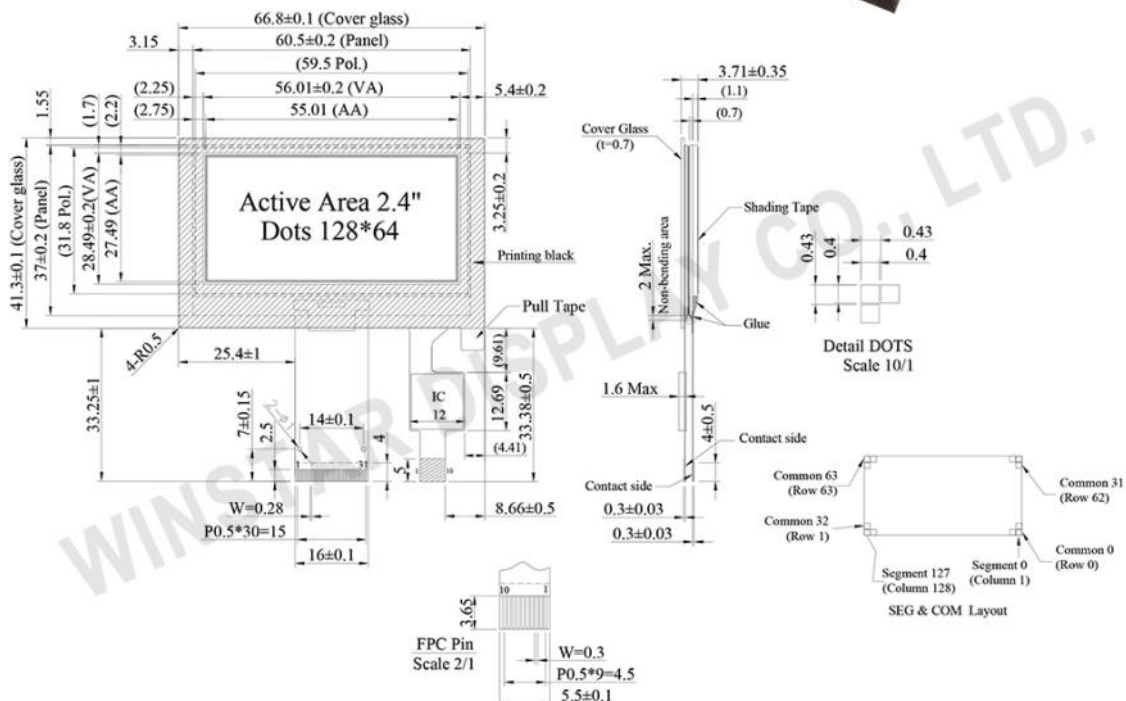 66.8±0.1 (Cover glass)
3.15
60.5±0.2 (Panel)
(59.5 Pol.)
(2.25)
56.01±0.2 (VA)
5.4±0.2
(2.75)
55.01 (AA)
1.55
(1.7)
(2.2)
41.3±0.1 (Cover glass)
37±0.2 (Panel)
(31.8 Pol.)
28.49±0.2(VA)
27.49 (AA)
Active Area 2.4"
Dots 128*64
3.25±0.2
Printing black
Pull Tape
4-R0.5
25.4±1
33.25±1
7±0.15
2.5
2-ø1
14±0.1
4
1
31
W=0.28
P0.5*30=15
16±0.1
IC
12
(9.61)
12.69
33.38±0.5
(4.41)
5
1
10
8.66±0.5
3.71±0.35
(1.1)
(0.7)
Cover Glass
(t=0.7)
Shading Tape
2 Max.
Non-bending area
Glue
1.6 Max
4±0.5
Contact side
Contact side
0.3±0.03
0.3±0.03
0.43
0.4
0.43
0.4
Detail DOTS
Scale 10/1
Common 63
(Row 63)
Common 31
(Row 62)
Common 32
(Row 1)
Common 0
(Row 0)
Segment 127
(Column 128)
Segment 0
(Column 1)
SEG & COM Layout
10
1
3.65
FPC Pin
Scale 2/1
W=0.3
P0.5*9=4.5
5.5±0.1
WINSTAR DISPLAY CO., LTD.